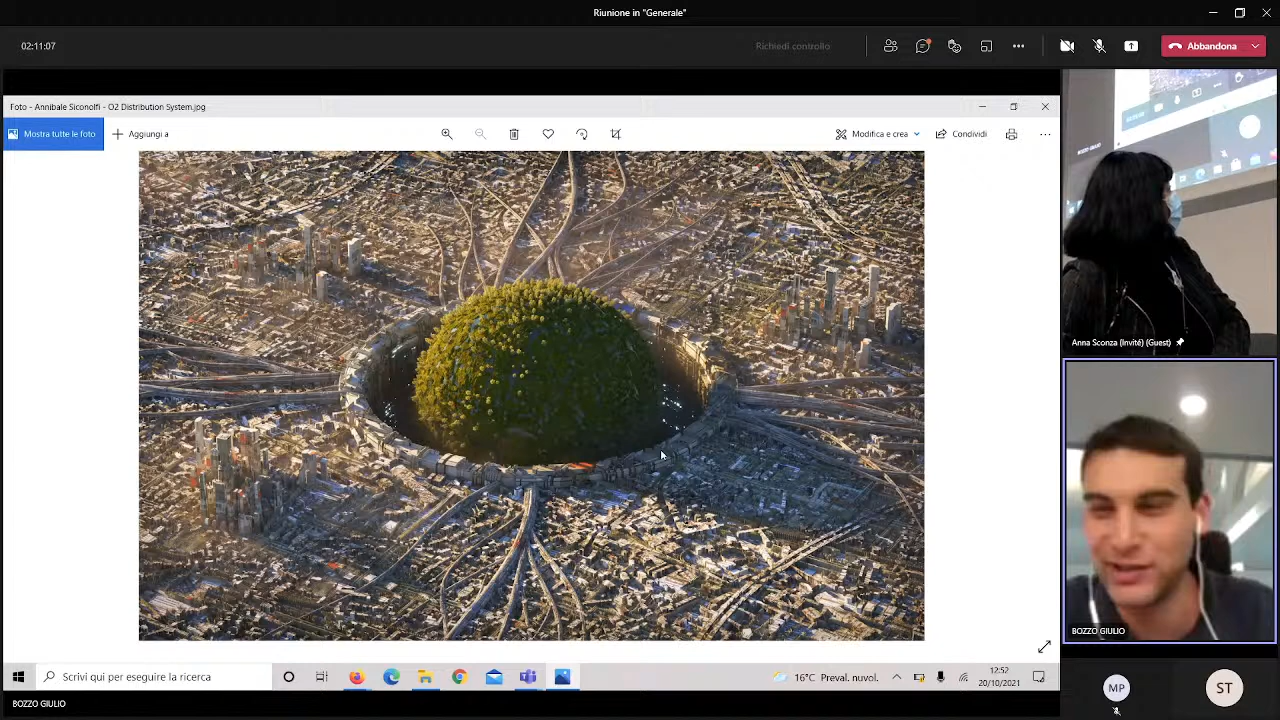 Riunione in "Generale"
02:11:07
Richiedi controllo
Abbandona
Foto - Annibale Siconolfi - O2 Distribution System.jpg
Mostra tutte le foto
Aggiungi a
Modifica e crea
Condividi
Anna Sconza (Invité) (Guest)
BOZZO GIULIO
MP
ST
Scrivi qui per eseguire la ricerca
16°C Preval. nuvol.
12:52
20/10/2021
BOZZO GIULIO